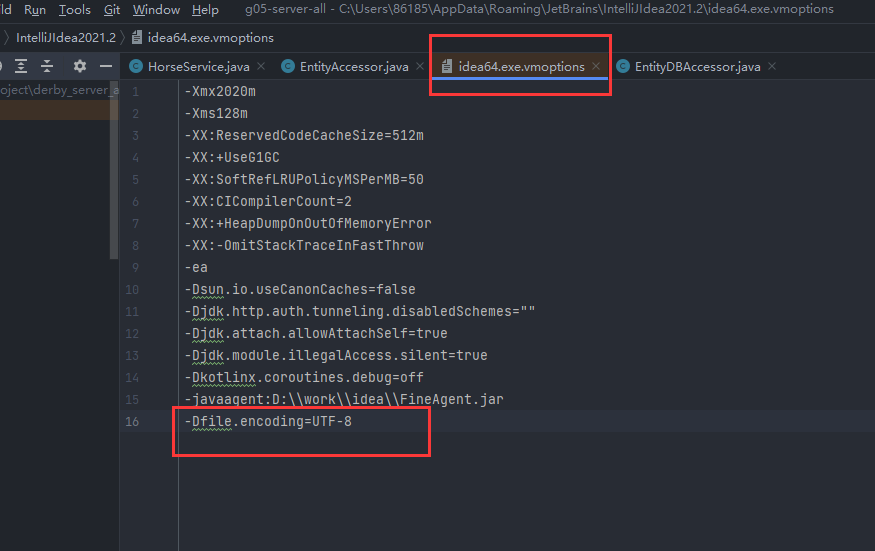 ld Run Tools Git Window Help g05-server-all - C:\Users\86185\AppData\Roaming\JetBrains\IntelliJIdea2021.2\idea64.exe.vmoptions
IntelliJIdea2021.2 idea64.exe.vmoptions
HorseService.java EntityAccessor.java idea64.exe.vmoptions EntityDBAccessor.java
oject\derby_server_a
1 -Xmx2020m
2 -Xms128m
3 -XX:ReservedCodeCacheSize=512m
4 -XX:+UseG1GC
5 -XX:SoftRefLRUPolicyMSPerMB=50
6 -XX:CICompilerCount=2
7 -XX:+HeapDumpOnOutOfMemoryError
8 -XX:-OmitStackTraceInFastThrow
9 -ea
10 -Dsun.io.useCanonCaches=false
11 -Djdk.http.auth.tunneling.disabledSchemes=""
12 -Djdk.attach.allowAttachSelf=true
13 -Djdk.module.illegalAccess.silent=true
14 -Dkotlinx.coroutines.debug=off
15 -javaagent:D:\\work\\idea\\FineAgent.jar
16 -Dfile.encoding=UTF-8